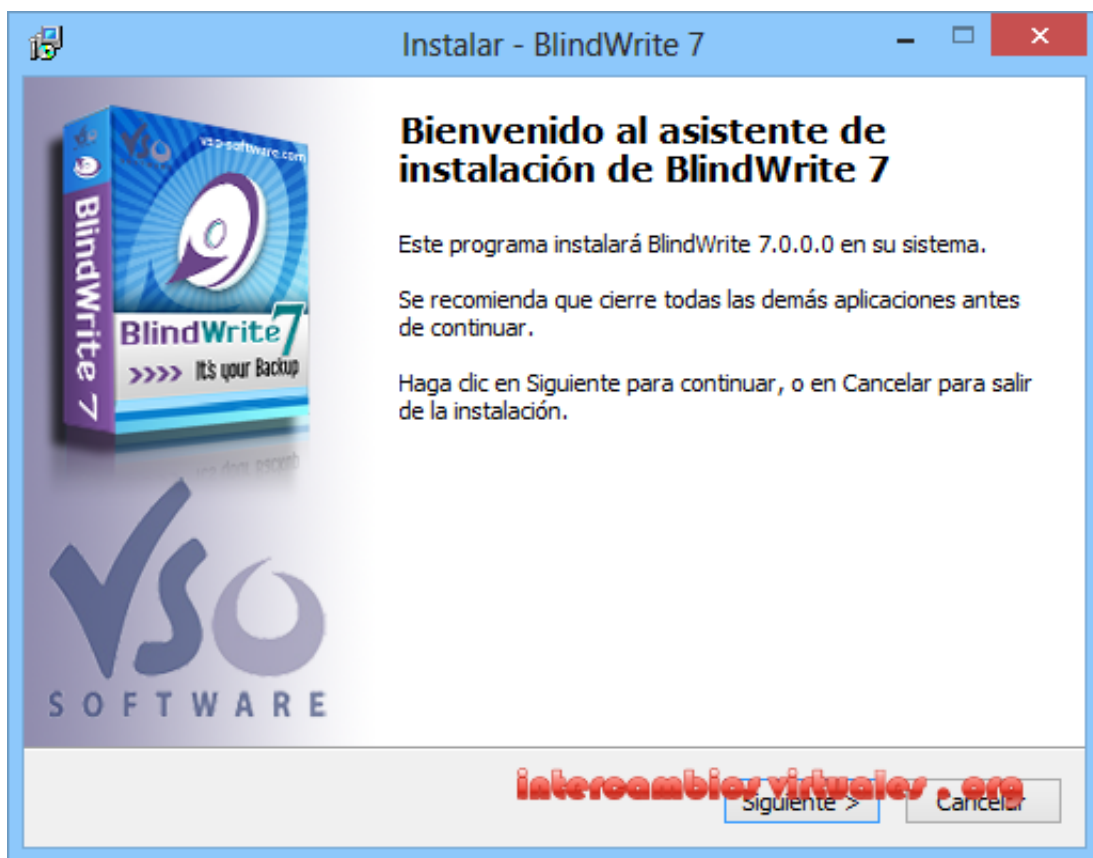 Instalar - BlindWrite 7
Bienvenido al asistente de
instalación de BlindWrite 7
Este programa instalará BlindWrite 7.0.0.0 en su sistema.
Se recomienda que cierre todas las demás aplicaciones antes
de continuar.
Haga clic en Siguiente para continuar, o en Cancelar para salir
de la instalación.
VSO
vso-software.com
BlindWrite 7
BlindWrite 7
>>>> It's your Backup
VSO
SOFTWARE
intercambios virtuales . org
Siguiente >
Cancelar